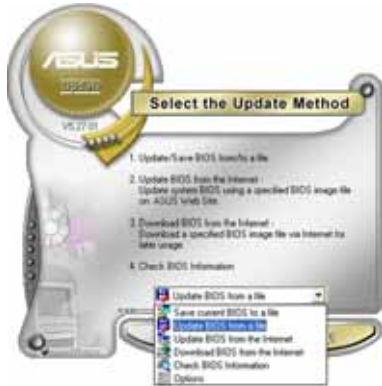 ASUS
Update
V5.27.01
Select the Update Method
1. Update/Save BIOS from/to a file
2. Update BIOS from the Internet -
Update system BIOS using a specified BIOS image file
on ASUS Web Site.
3. Download BIOS from the Internet -
Download a specified BIOS image file via Internet for
later usage.
4. Check BIOS Information
Update BIOS from a file
Save current BIOS to a file
Update BIOS from a file
Update BIOS from the Internet
Download BIOS from the Internet
Check BIOS Information
Options